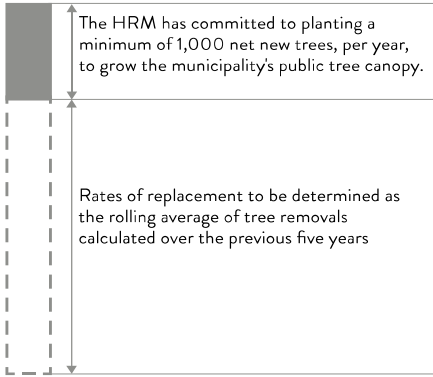 The HRM has committed to planting a
minimum of 1,000 net new trees, per year,
to grow the municipality's public tree canopy.
Rates of replacement to be determined as
the rolling average of tree removals
calculated over the previous five years